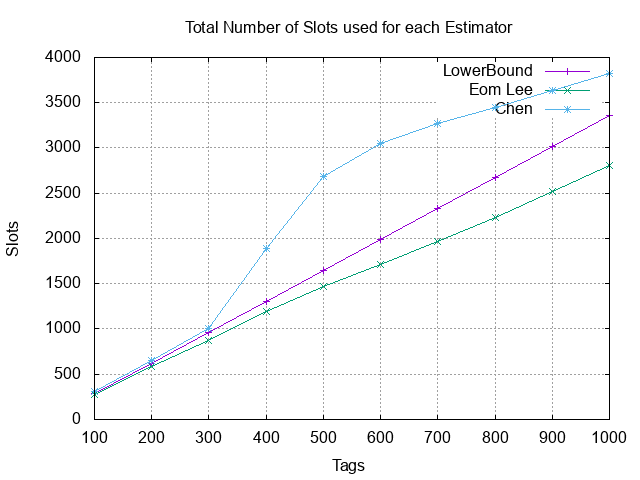 Total Number of Slots used for each Estimator
4000
3500
3000
2500
2000
1500
1000
500
0
Slots
LowerBound
Eom Lee
Chen
100 200 300 400 500 600 700 800 900 1000
Tags